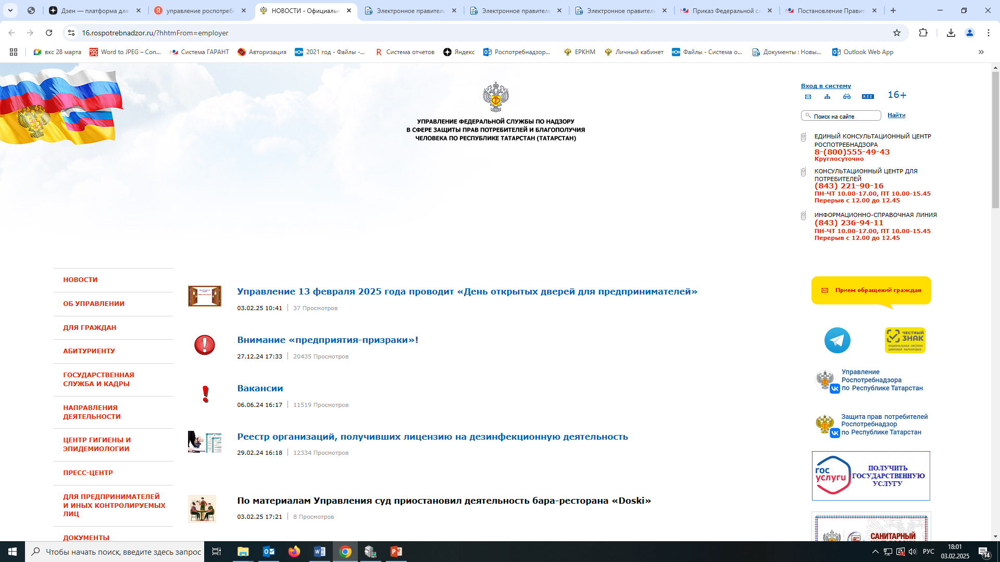 Дзен — платформа для
управление роспотребн
НОВОСТИ - Официальн
Электронное правитель
Электронное правитель
Электронное правитель
Приказ Федеральной сл
Постановление Правит
16.rospotrebnadzor.ru/?hhtmFrom=employer
вкс 28 марта
Word to JPEG – Con...
Система ГАРАНТ
Авторизация
2021 год - Файлы -...
Система отчетов
Яндекс
Роспотребнадзор...
ЕРКНМ
Личный кабинет
Файлы - Система о...
Документы : Новы...
Outlook Web App
УПРАВЛЕНИЕ ФЕДЕРАЛЬНОЙ СЛУЖБЫ ПО НАДЗОРУ
В СФЕРЕ ЗАЩИТЫ ПРАВ ПОТРЕБИТЕЛЕЙ И БЛАГОПОЛУЧИЯ
ЧЕЛОВЕКА ПО РЕСПУБЛИКЕ ТАТАРСТАН (ТАТАРСТАН)
Вход в систему
RSS
16+
Поиск на сайте
Найти
ЕДИНЫЙ КОНСУЛЬТАЦИОННЫЙ ЦЕНТР
РОСПОТРЕБНАДЗОРА
8-(800)555-49-43
Круглосуточно
КОНСУЛЬТАЦИОННЫЙ ЦЕНТР ДЛЯ
ПОТРЕБИТЕЛЕЙ
(843) 221-90-16
ПН-ЧТ 10.00-17.00, ПТ 10.00-15.45
Перерыв с 12.00 до 12.45
ИНФОРМАЦИОННО-СПРАВОЧНАЯ ЛИНИЯ
(843) 236-94-11
ПН-ЧТ 10.00-17.00, ПТ 10.00-15.45
Перерыв с 12.00 до 12.45
НОВОСТИ
ОБ УПРАВЛЕНИИ
ДЛЯ ГРАЖДАН
АБИТУРИЕНТУ
ГОСУДАРСТВЕННАЯ
СЛУЖБА И КАДРЫ
НАПРАВЛЕНИЯ
ДЕЯТЕЛЬНОСТИ
ЦЕНТР ГИГИЕНЫ И
ЭПИДЕМИОЛОГИИ
ПРЕСС-ЦЕНТР
ДЛЯ ПРЕДПРИНИМАТЕЛЕЙ
И ИНЫХ КОНТРОЛИРУЕМЫХ
ЛИЦ
ДОКУМЕНТЫ
Управление 13 февраля 2025 года проводит «День открытых дверей для предпринимателей»
03.02.25 10:41 | 37 Просмотров
Внимание «предприятия-призраки»!
27.12.24 17:33 | 20435 Просмотров
Вакансии
06.06.24 16:17 | 11519 Просмотров
Реестр организаций, получивших лицензию на дезинфекционную деятельность
29.02.24 16:18 | 12334 Просмотров
По материалам Управления суд приостановил деятельность бара-ресторана «Doski»
03.02.25 17:21 | 8 Просмотров
Прием обращений граждан
ЧЕСТНЫЙ
ЗНАК
НАЦИОНАЛЬНАЯ СИСТЕМА
ЦИФРОВОЙ МАРКИРОВКИ
Управление
Роспотребнадзора
по Республике Татарстан
Защита прав потребителей
Роспотребнадзор
по Республике Татарстан
гос
услуги
ПОЛУЧИТЬ
ГОСУДАРСТВЕННУЮ
УСЛУГУ
САНИТАРНЫЙ
Чтобы начать поиск, введите здесь запрос
РУС
18:01
03.02.2025
14